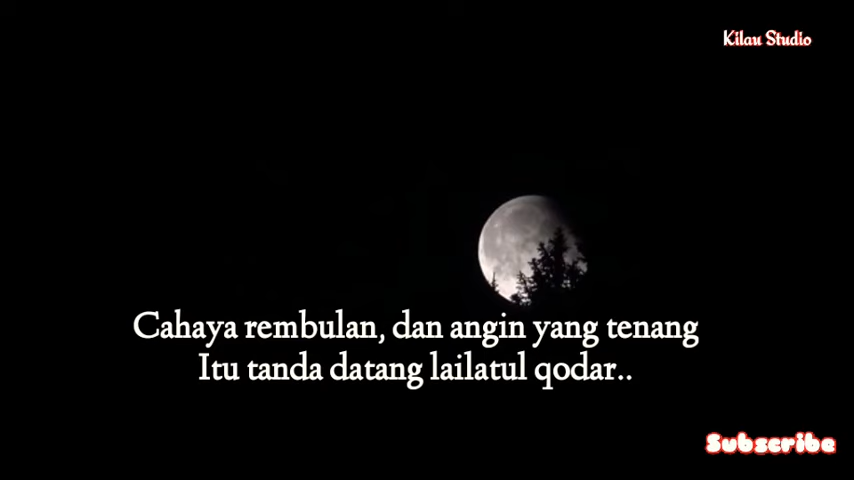 Kilau Studio
Cahaya rembulan, dan angin yang tenang
Itu tanda datang lailatul qodar..
Subscribe